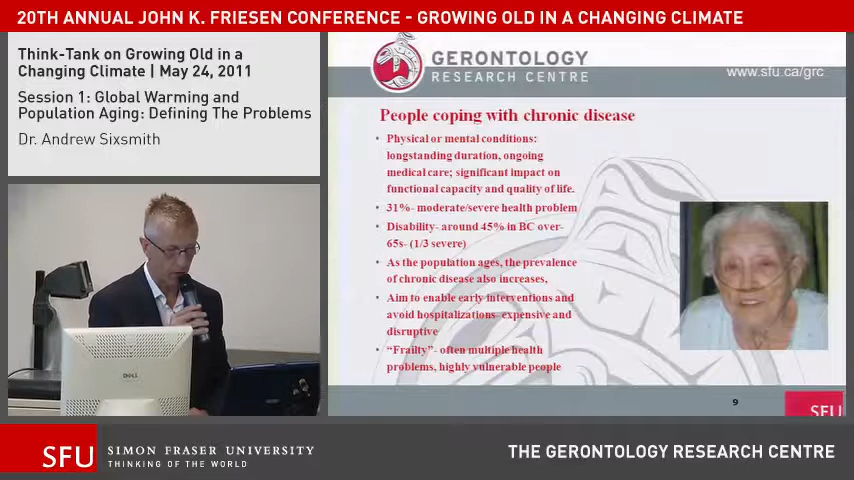 20TH ANNUAL JOHN K. FRIESEN CONFERENCE - GROWING OLD IN A CHANGING CLIMATE
Think-Tank on Growing Old in a
Changing Climate | May 24, 2011
Session 1: Global Warming and
Population Aging: Defining The Problems
Dr. Andrew Sixsmith
GERONTOLOGY
RESEARCH CENTRE
www.sfu.ca/grc
People coping with chronic disease
• Physical or mental conditions:
longstanding duration, ongoing
medical care; significant impact on
functional capacity and quality of life.
• 31%- moderate/severe health problem
• Disability- around 45% in BC over-
65s- (1/3 severe)
• As the population ages, the prevalence
of chronic disease also increases,
• Aim to enable early interventions and
avoid hospitalizations- expensive and
disruptive
• “Frailty”- often multiple health
problems, highly vulnerable people
9
SFU
DELL
SFU
SIMON FRASER UNIVERSITY
THINKING OF THE WORLD
THE GERONTOLOGY RESEARCH CENTRE